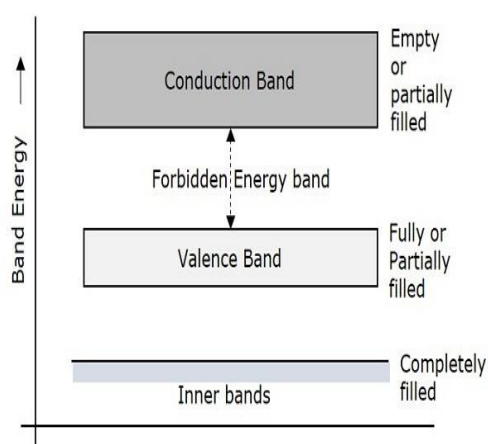 Empty
or
partially
filled
Conduction Band
Forbidden Energy band
Band Energy
Valence Band
Fully or
Partially
filled
Completely
filled
Inner bands